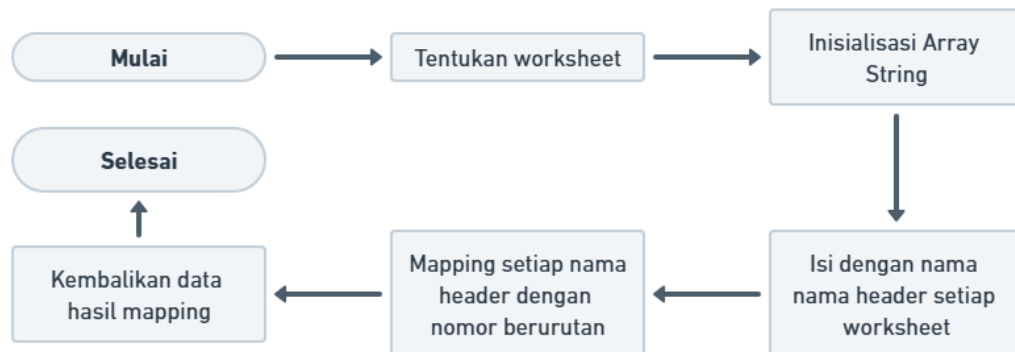 Mulai
Tentukan worksheet
Inisialisasi Array
String
Isi dengan nama
nama header setiap
worksheet
Mapping setiap nama
header dengan
nomor berurutan
Kembalikan data
hasil mapping
Selesai